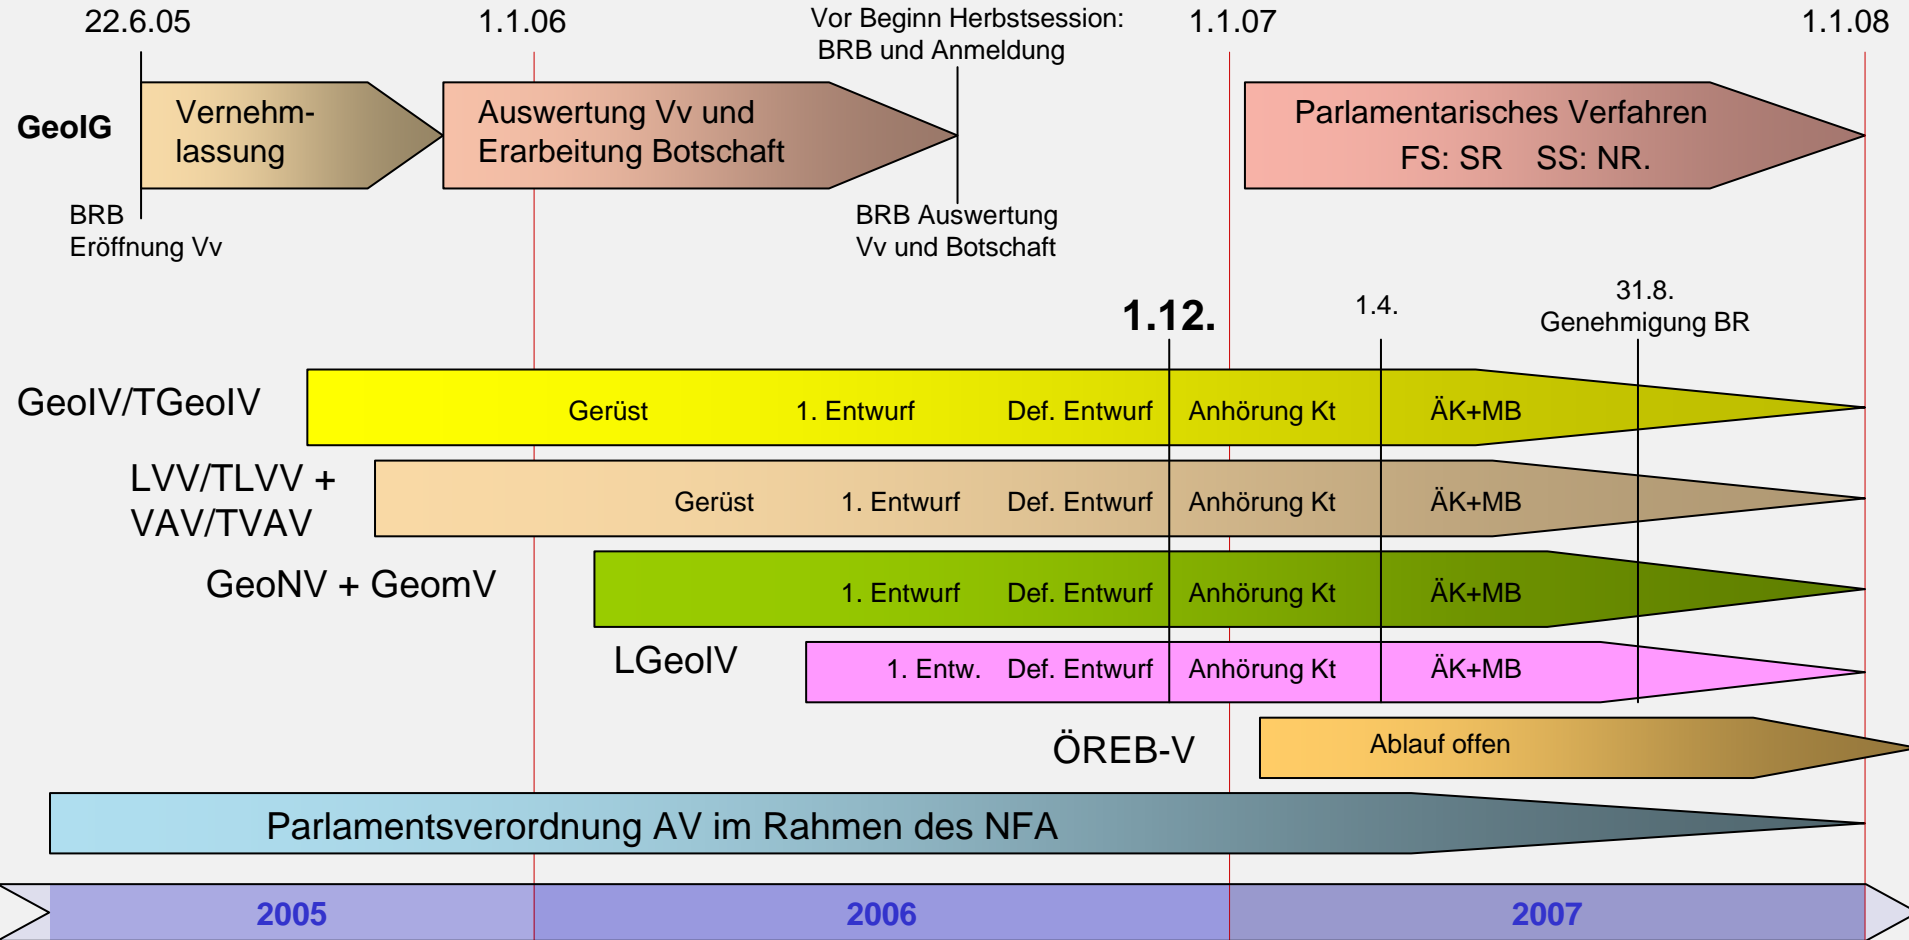 22.6.05
1.1.06
Vor Beginn Herbstsession:
BRB und Anmeldung
1.1.07
1.1.08
GeoIG
Vernehm-
lassung
Auswertung Vv und
Erarbeitung Botschaft
Parlamentarisches Verfahren
FS: SR SS: NR.
BRB
Eröffnung Vv
BRB Auswertung
Vv und Botschaft
1.12.
1.4.
31.8.
Genehmigung BR
GeoIV/TGeoIV
Gerüst
1. Entwurf
Def. Entwurf
Anhörung Kt
ÄK+MB
LVV/TLVV +
VAV/TVAV
Gerüst
1. Entwurf
Def. Entwurf
Anhörung Kt
ÄK+MB
GeoNV + GeomV
1. Entwurf
Def. Entwurf
Anhörung Kt
ÄK+MB
LGeoIV
1. Entw.
Def. Entwurf
Anhörung Kt
ÄK+MB
ÖREB-V
Ablauf offen
Parlamentsverordnung AV im Rahmen des NFA
2005
2006
2007